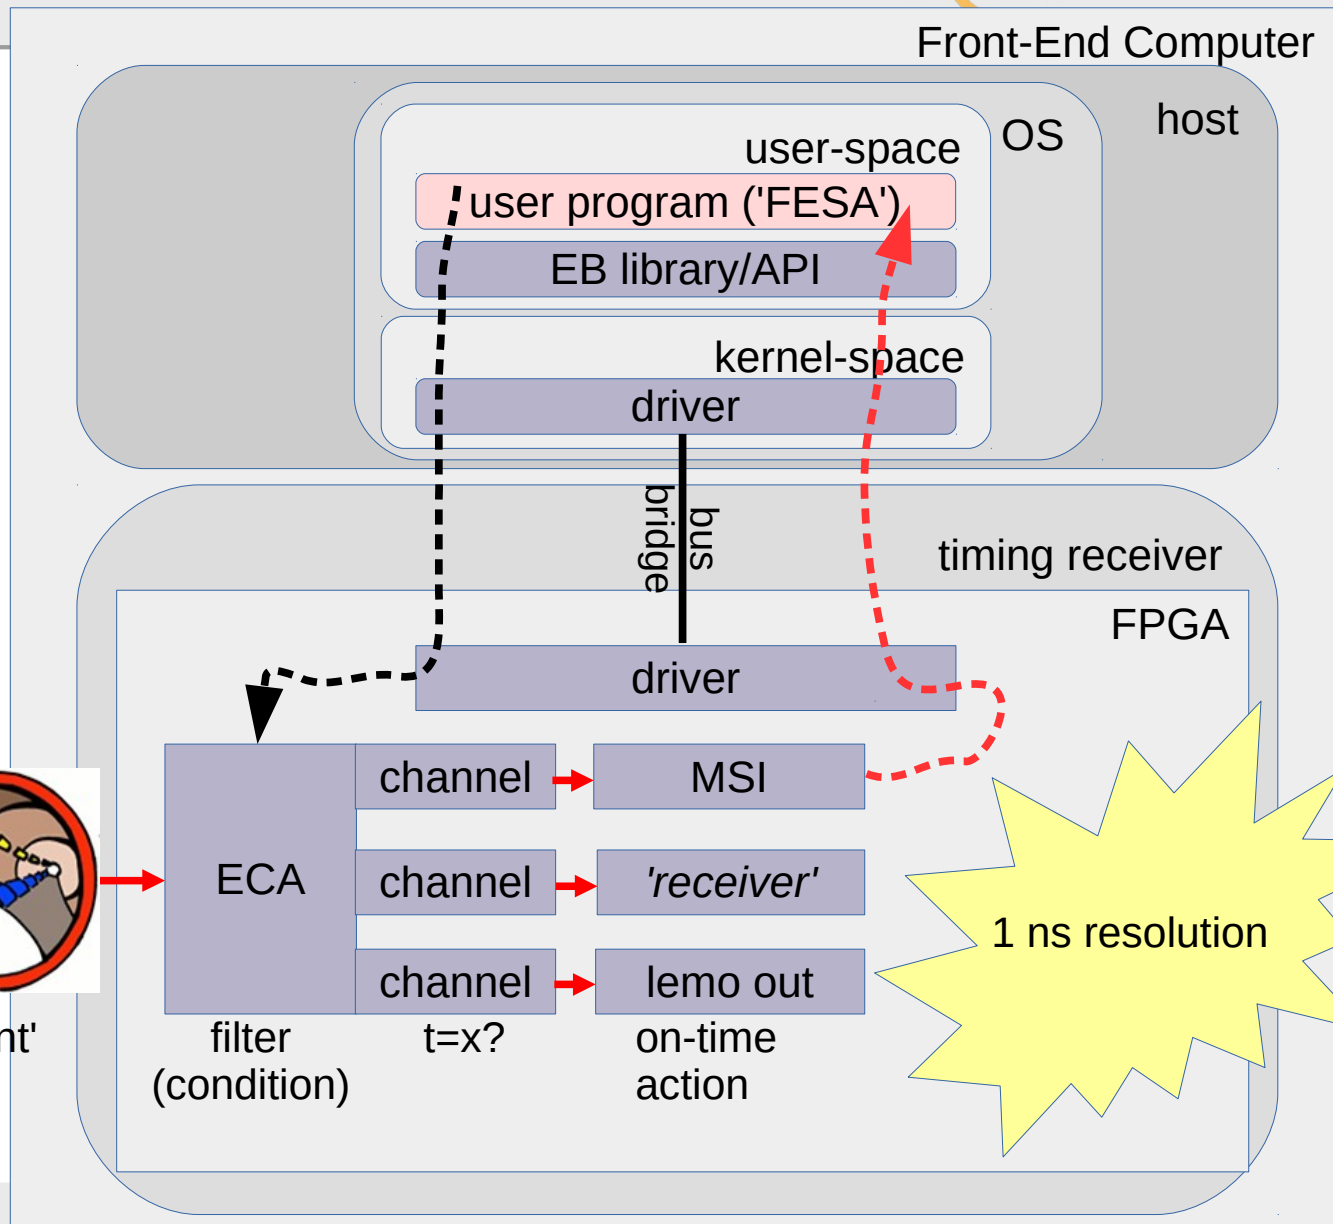 Front-End Computer
host
OS
user-space
user program ('FESA')
EB library/API
kernel-space
driver
bus
bridge
timing receiver
FPGA
driver
channel
MSI
ECA
channel
'receiver'
1 ns resolution
channel
lemo out
filter
(condition)
t=x?
on-time
action